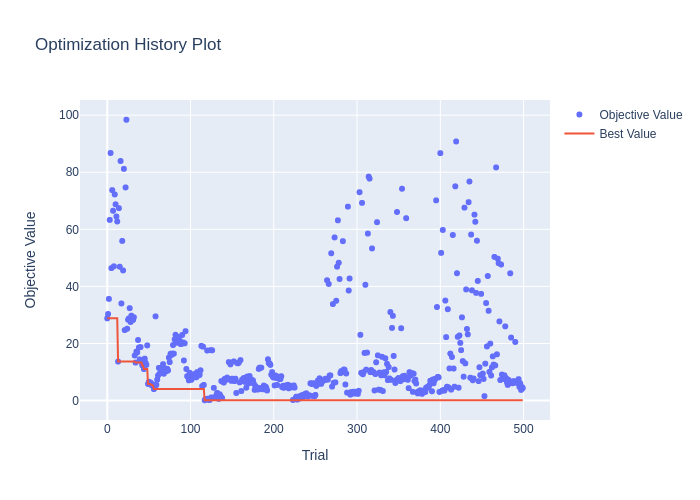 Optimization History Plot
Objective Value
Best Value
100
80
60
40
20
0
0 100 200 300 400 500
Trial
Objective Value